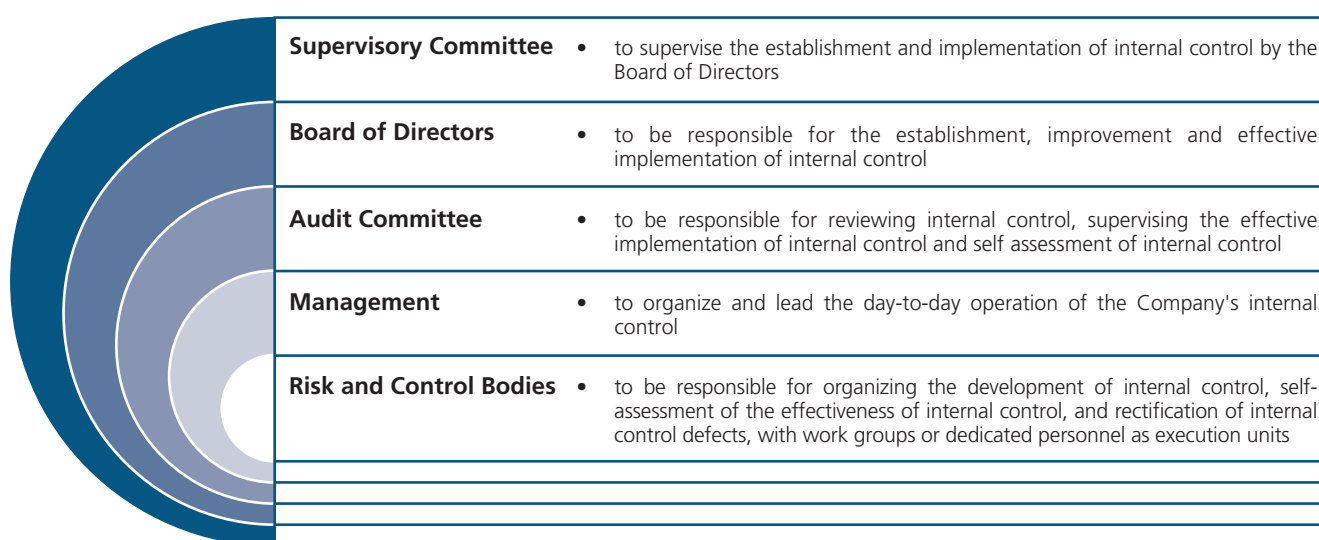 Supervisory Committee • to supervise the establishment and implementation of internal control by the
Board of Directors
Board of Directors • to be responsible for the establishment, improvement and effective
implementation of internal control
Audit Committee • to be responsible for reviewing internal control, supervising the effective
implementation of internal control and self assessment of internal control
Management • to organize and lead the day-to-day operation of the Company's internal
control
Risk and Control Bodies • to be responsible for organizing the development of internal control, self-
assessment of the effectiveness of internal control, and rectification of internal
control defects, with work groups or dedicated personnel as execution units